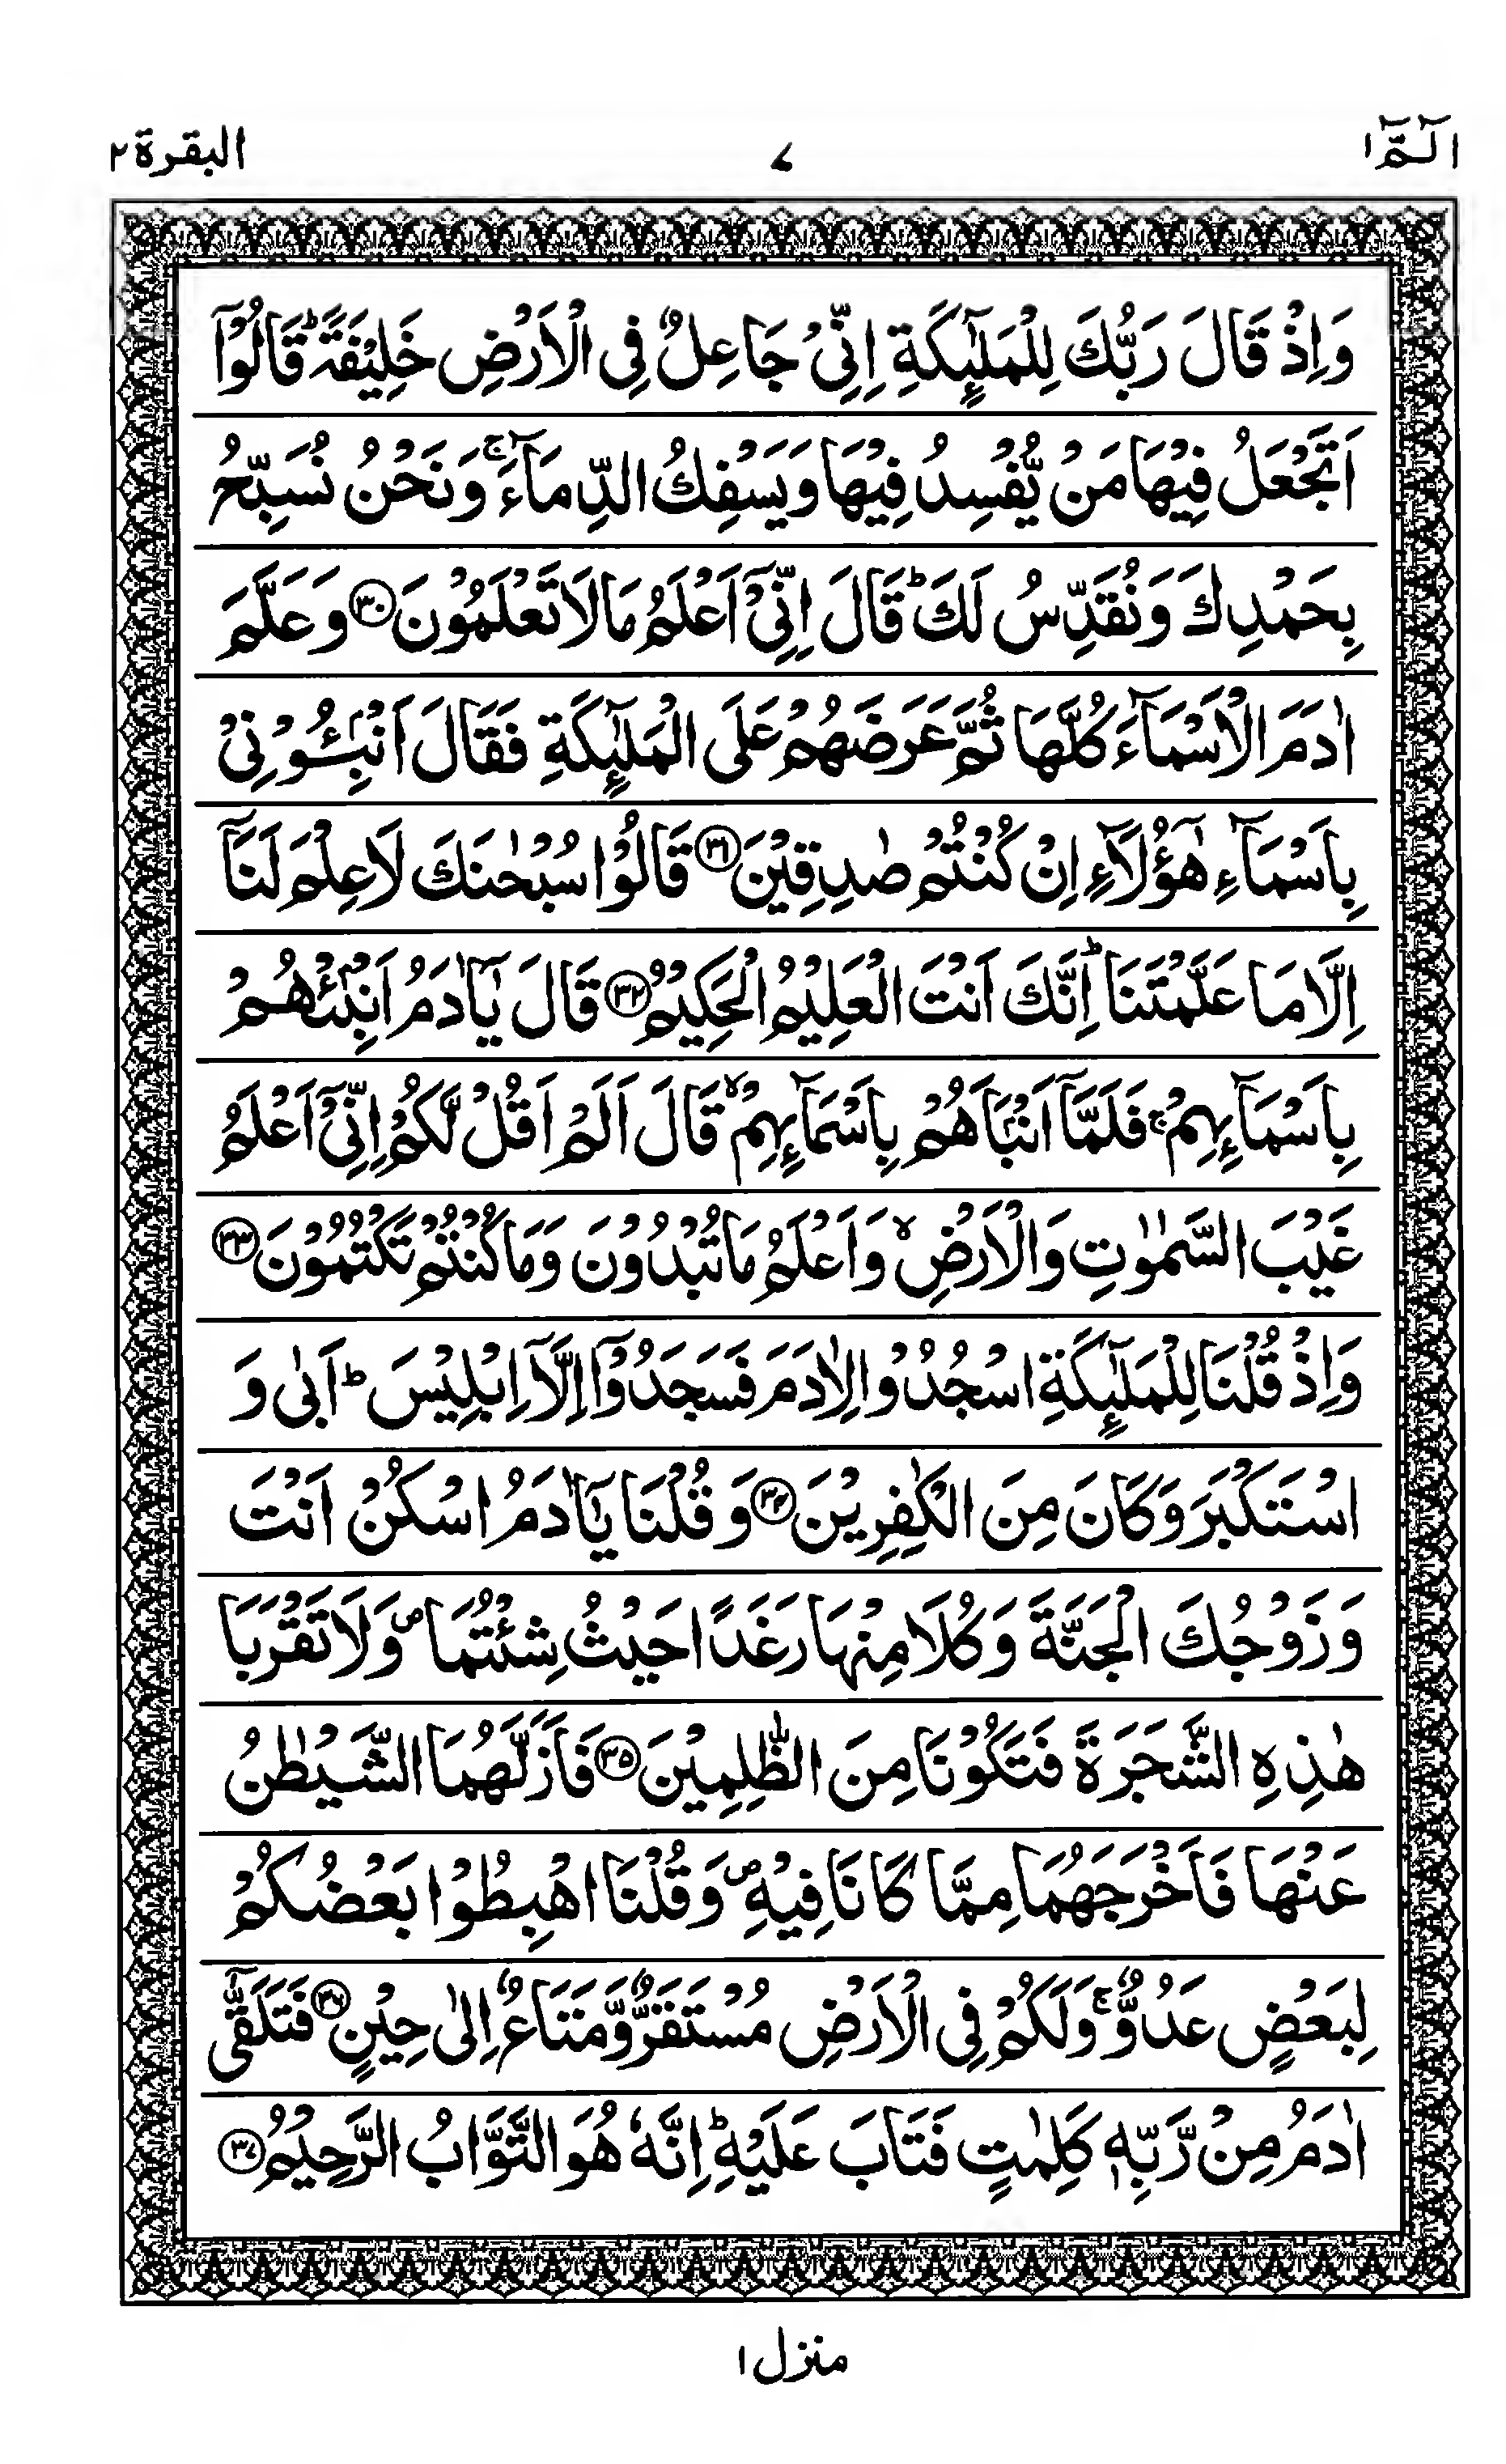 الٓمّٓ ۱ ۷ البقرة ۲
وَاِذْ قَالَ رَبُّكَ لِلْمَلٰٓئِكَةِ اِنِّیْ جَاعِلٌ فِی الْاَرْضِ خَلِیْفَةًؕ قَالُوْۤا
اَتَجْعَلُ فِیْهَا مَنْ یُّفْسِدُ فِیْهَا وَیَسْفِكُ الدِّمَآءَۚ وَنَحْنُ نُسَبِّحُ
بِحَمْدِكَ وَنُقَدِّسُ لَكَؕ قَالَ اِنِّیْۤ اَعْلَمُ مَا لَا تَعْلَمُوْنَ ۝۳۰ وَعَلَّمَ
اٰدَمَ الْاَسْمَآءَ كُلَّهَا ثُمَّ عَرَضَهُمْ عَلَی الْمَلٰٓئِكَةِ فَقَالَ اَنْۢبِـُٔوْنِیْ
بِاَسْمَآءِ هٰۤؤُلَآءِ اِنْ كُنْتُمْ صٰدِقِیْنَ ۝۳۱ قَالُوْا سُبْحٰنَكَ لَا عِلْمَ لَنَاۤ
اِلَّا مَا عَلَّمْتَنَاؕ اِنَّكَ اَنْتَ الْعَلِیْمُ الْحَكِیْمُ ۝۳۲ قَالَ یٰۤاٰدَمُ اَنْۢبِئْهُمْ
بِاَسْمَآئِهِمْۚ فَلَمَّاۤ اَنْۢبَاَهُمْ بِاَسْمَآئِهِمْۙ قَالَ اَلَمْ اَقُلْ لَّكُمْ اِنِّیْۤ اَعْلَمُ
غَیْبَ السَّمٰوٰتِ وَالْاَرْضِۙ وَاَعْلَمُ مَا تُبْدُوْنَ وَمَا كُنْتُمْ تَكْتُمُوْنَ ۝۳۳
وَاِذْ قُلْنَا لِلْمَلٰٓئِكَةِ اسْجُدُوْا لِاٰدَمَ فَسَجَدُوْۤا اِلَّاۤ اِبْلِیْسَؕ اَبٰی وَ
اسْتَكْبَرَ وَكَانَ مِنَ الْكٰفِرِیْنَ ۝۳۴ وَقُلْنَا یٰۤاٰدَمُ اسْكُنْ اَنْتَ
وَزَوْجُكَ الْجَنَّةَ وَكُلَا مِنْهَا رَغَدًا حَیْثُ شِئْتُمَا۪ وَلَا تَقْرَبَا
هٰذِهِ الشَّجَرَةَ فَتَكُوْنَا مِنَ الظّٰلِمِیْنَ ۝۳۵ فَاَزَلَّهُمَا الشَّیْطٰنُ
عَنْهَا فَاَخْرَجَهُمَا مِمَّا كَانَا فِیْهِ۪ وَقُلْنَا اهْبِطُوْا بَعْضُكُمْ
لِبَعْضٍ عَدُوٌّۚ وَلَكُمْ فِی الْاَرْضِ مُسْتَقَرٌّ وَّمَتَاعٌ اِلٰی حِیْنٍ ۝۳۶ فَتَلَقّٰۤی
اٰدَمُ مِنْ رَّبِّهٖ كَلِمٰتٍ فَتَابَ عَلَیْهِؕ اِنَّهٗ هُوَ التَّوَّابُ الرَّحِیْمُ ۝۳۷
منزل ۱